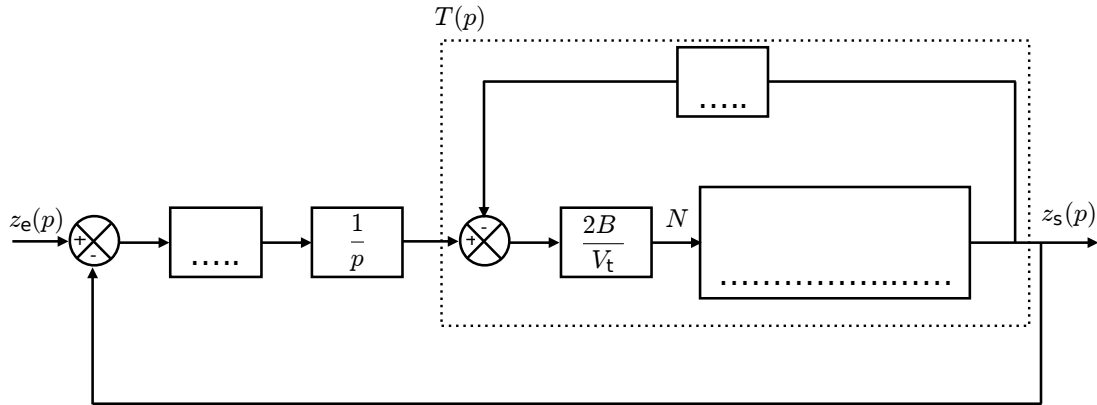 T(p)
.....
z_e(p)
+
-
.....
1
p
+
-
2B
V_t
N
......................
z_s(p)